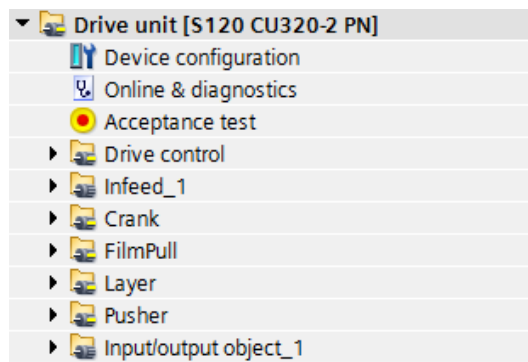 Drive unit [S120 CU320-2 PN]
Device configuration
Online & diagnostics
Acceptance test
Drive control
Infeed_1
Crank
FilmPull
Layer
Pusher
Input/output object_1